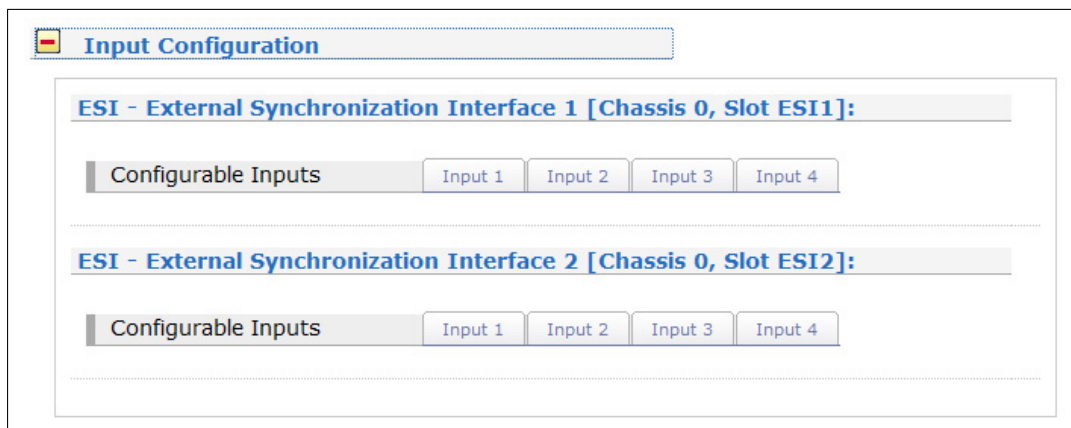 Input Configuration
ESI - External Synchronization Interface 1 [Chassis 0, Slot ESI1]:
Configurable Inputs Input 1 Input 2 Input 3 Input 4
ESI - External Synchronization Interface 2 [Chassis 0, Slot ESI2]:
Configurable Inputs Input 1 Input 2 Input 3 Input 4